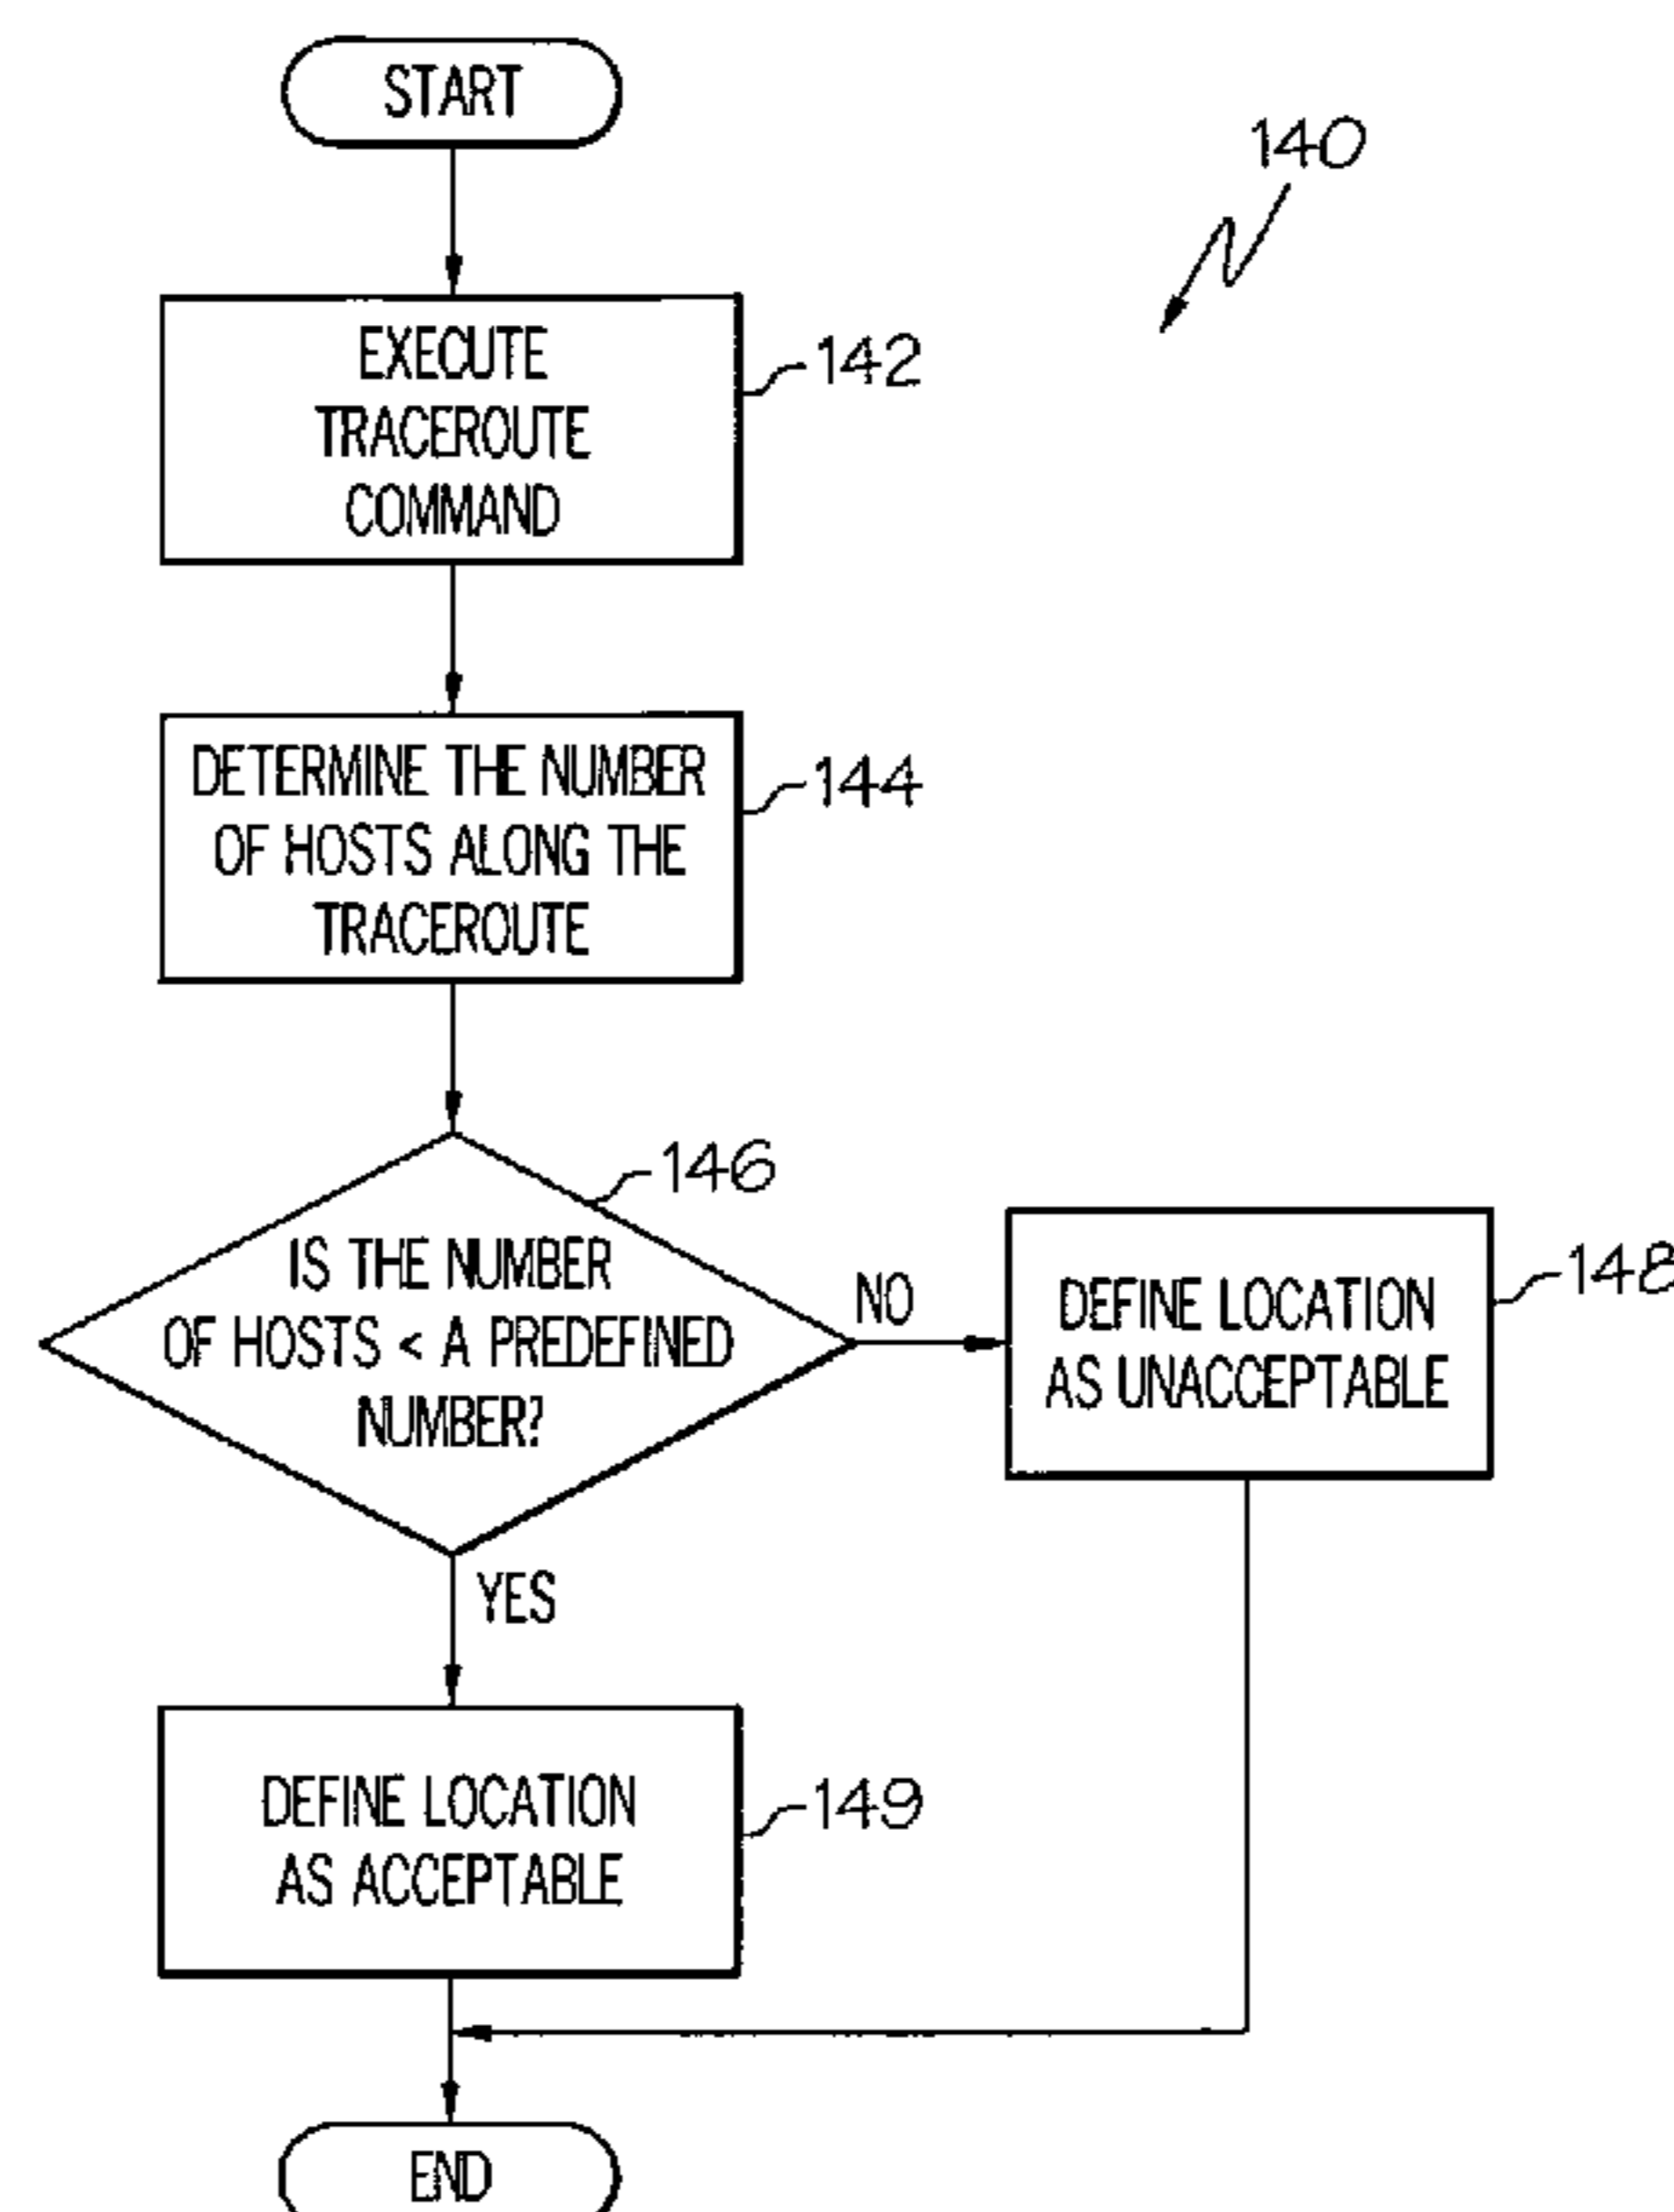 START
140
EXECUTE
TRACEROUTE
COMMAND
142
DETERMINE THE NUMBER
OF HOSTS ALONG THE
TRACEROUTE
144
146
IS THE NUMBER
OF HOSTS < A PREDEFINED
NUMBER?
NO
DEFINE LOCATION
AS UNACCEPTABLE
148
YES
DEFINE LOCATION
AS ACCEPTABLE
149
END